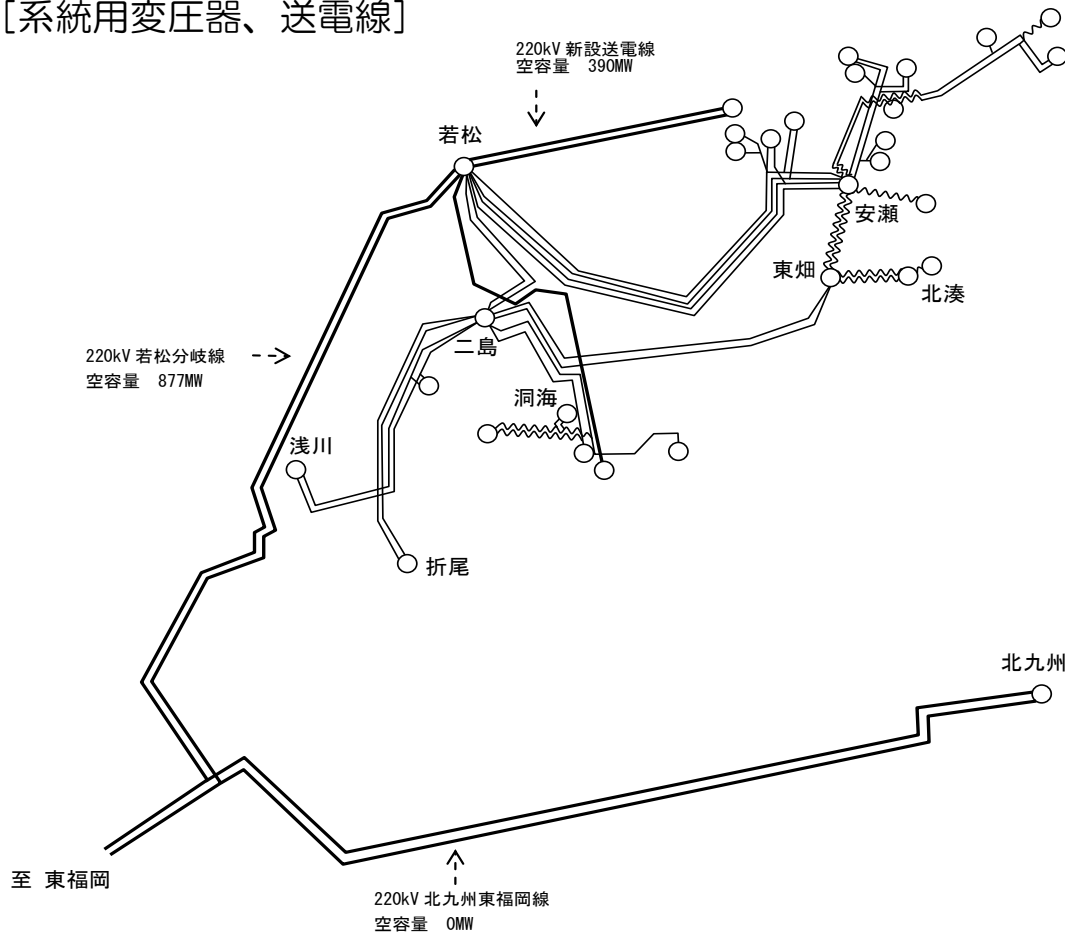 [系統用変圧器、送電線]
220kV 新設送電線
空容量 390MW
若松
安瀬
東畑
北湊
二島
220kV 若松分岐線
空容量 877MW
洞海
浅川
折尾
北九州
至 東福岡
220kV 北九州東福岡線
空容量 0MW